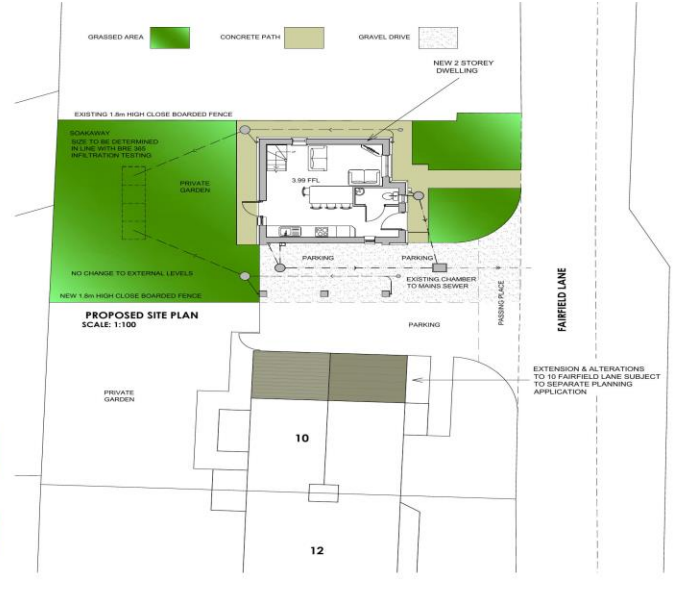 GRASSED AREA
CONCRETE PATH
GRAVEL DRIVE
NEW 2 STOREY
DWELLING
EXISTING 1.8m HIGH CLOSE BOARDED FENCE
SOAKAWAY
SIZE TO BE DETERMINED
IN LINE WITH BRE 365
INFILTRATION TESTING
PRIVATE
GARDEN
3.99 FFL
PARKING
PARKING
NO CHANGE TO EXTERNAL LEVELS
EXISTING CHAMBER
TO MAINS SEWER
NEW 1.8m HIGH CLOSE BOARDED FENCE
PASSING PLACE
FAIRFIELD LANE
PROPOSED SITE PLAN
SCALE: 1:100
PARKING
EXTENSION & ALTERATIONS
TO 10 FAIRFIELD LANE SUBJECT
TO SEPARATE PLANNING
APPLICATION
PRIVATE
GARDEN
10
12